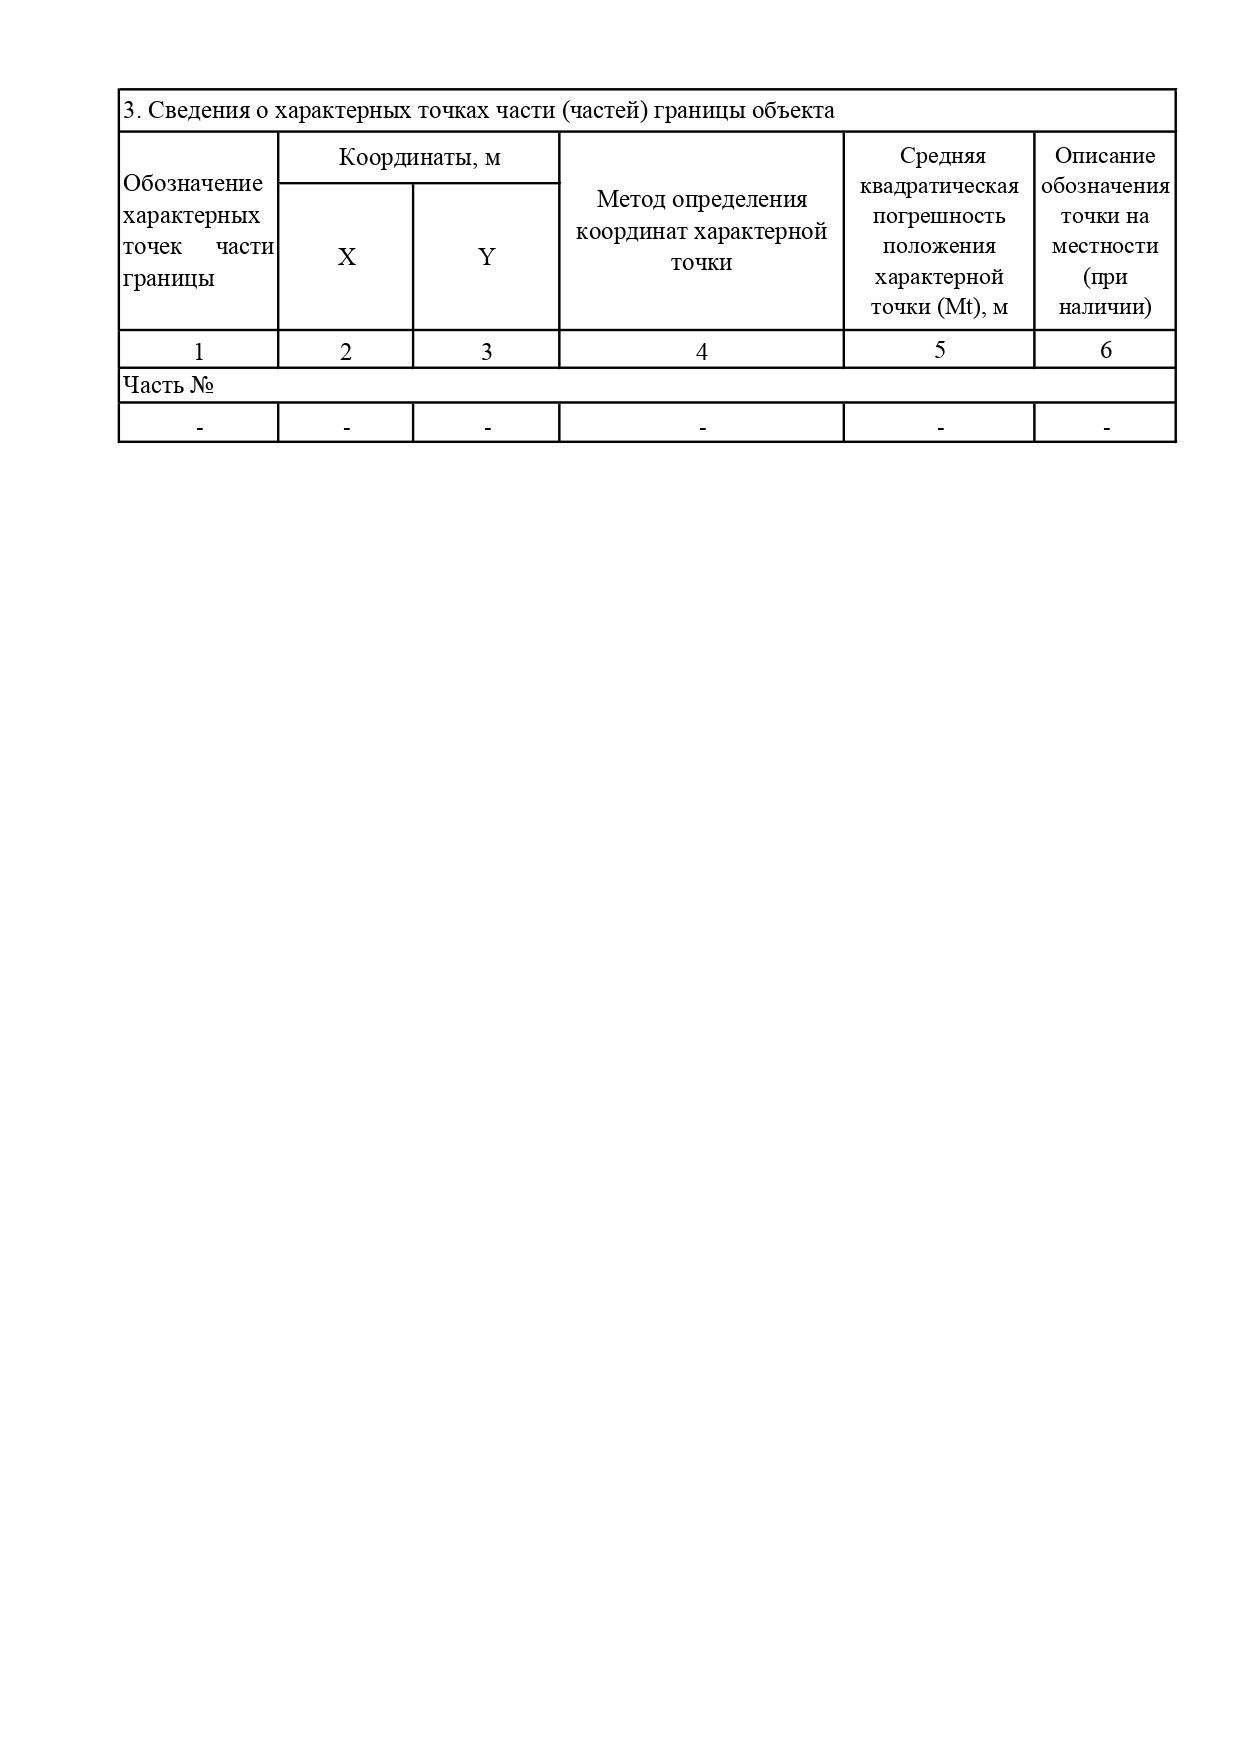 3. Сведения о характерных точках части (частей) границы объекта
Обозначение
характерных
точек части
границы
Координаты, м
X
Y
Метод определения
координат характерной
точки
Средняя
квадратическая
погрешность
положения
характерной
точки (Mt), м
Описание
обозначения
точки на
местности
(при
наличии)
1 2 3 4 5 6
Часть №
- - - - - -